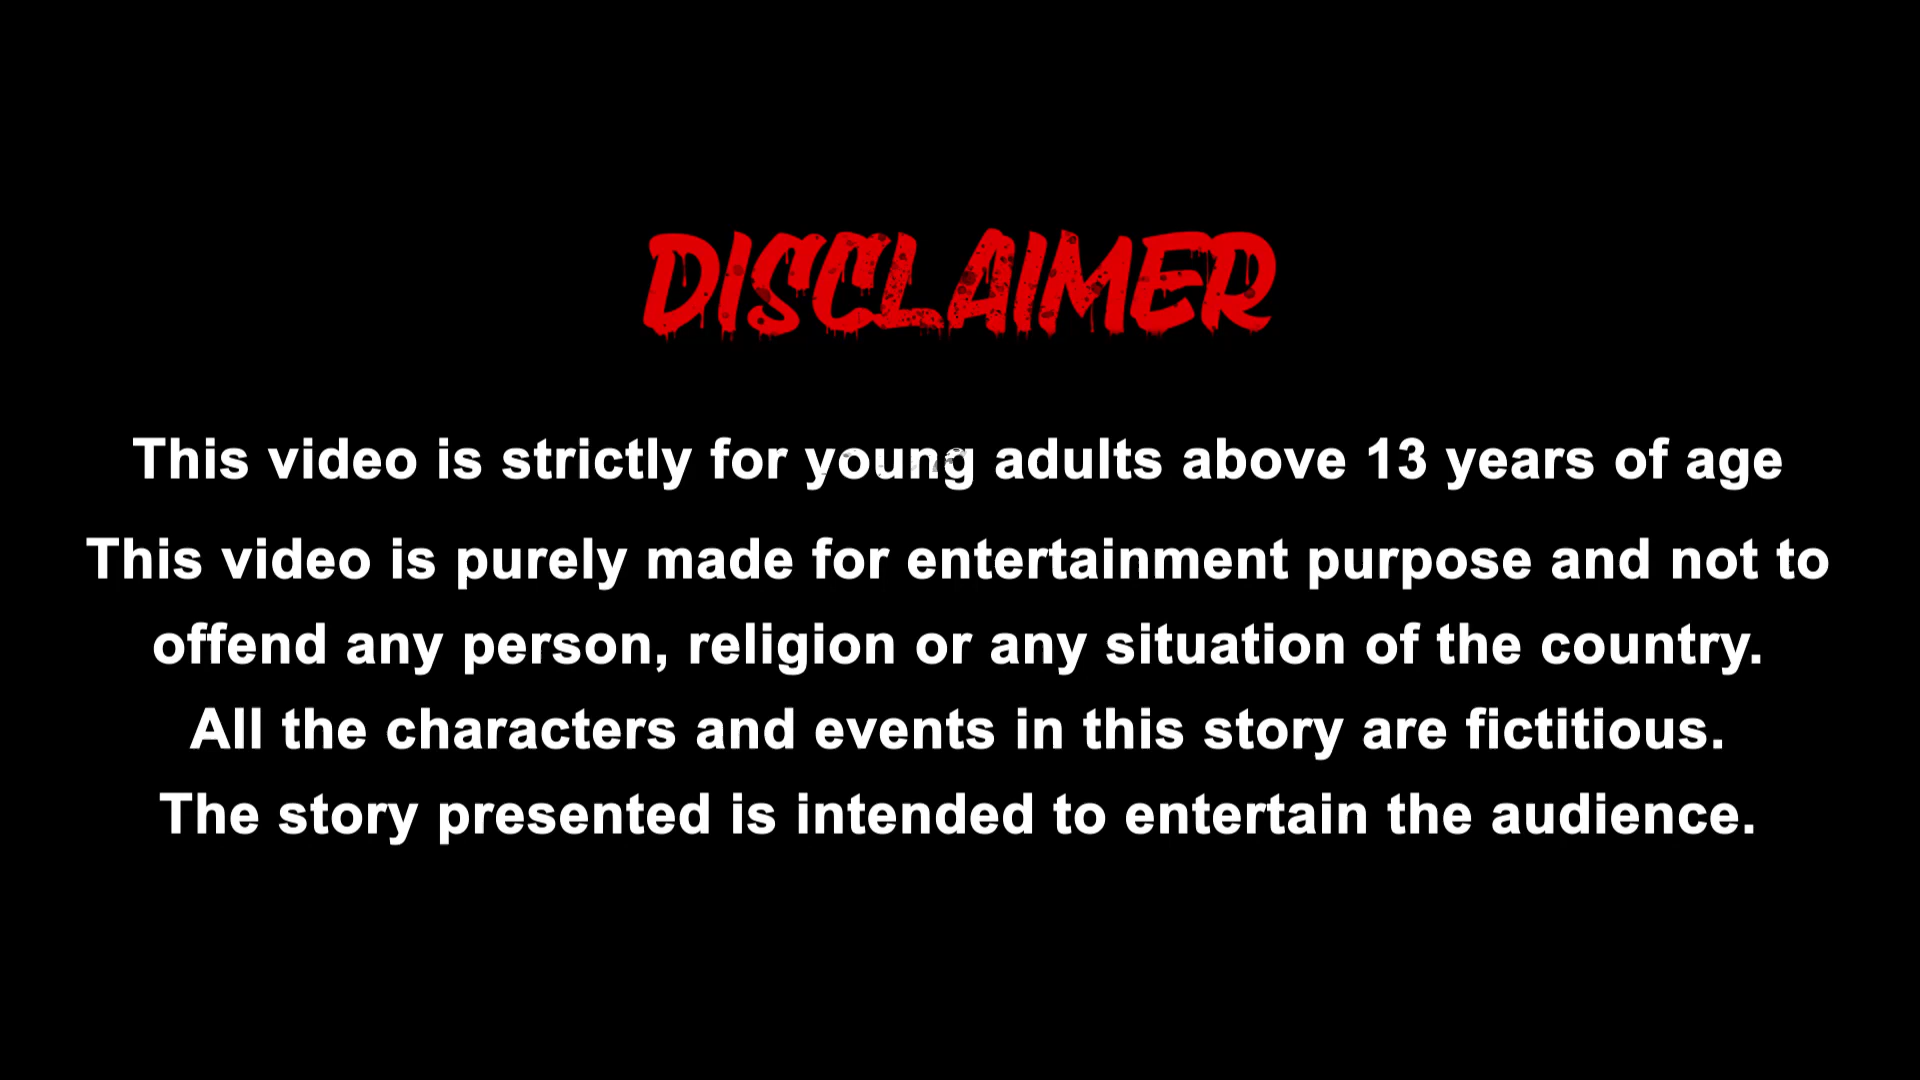 DISCLAIMER
This video is strictly for young adults above 13 years of age
This video is purely made for entertainment purpose and not to
offend any person, religion or any situation of the country.
All the characters and events in this story are fictitious.
The story presented is intended to entertain the audience.